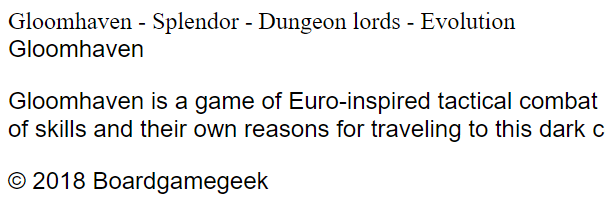 Gloomhaven - Splendor - Dungeon lords - Evolution
Gloomhaven
Gloomhaven is a game of Euro-inspired tactical combat
of skills and their own reasons for traveling to this dark c
© 2018 Boardgamegeek